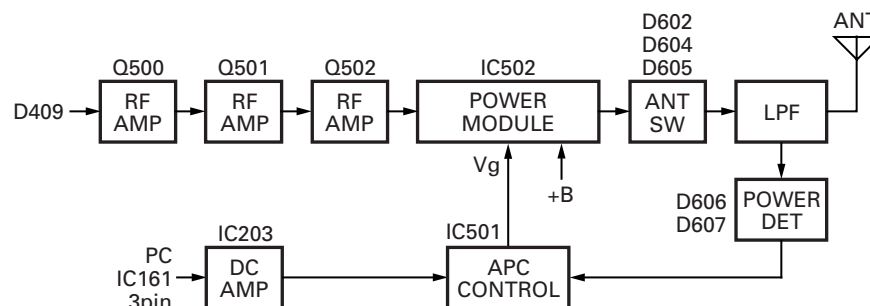 D602
D604
D605
ANT
Q500
Q501
Q502
IC502
D409
RF
AMP
RF
AMP
RF
AMP
POWER
MODULE
ANT
SW
LPF
Vg
+B
D606
D607
POWER
DET
PC
IC161
3pin
IC203
DC
AMP
IC501
APC
CONTROL